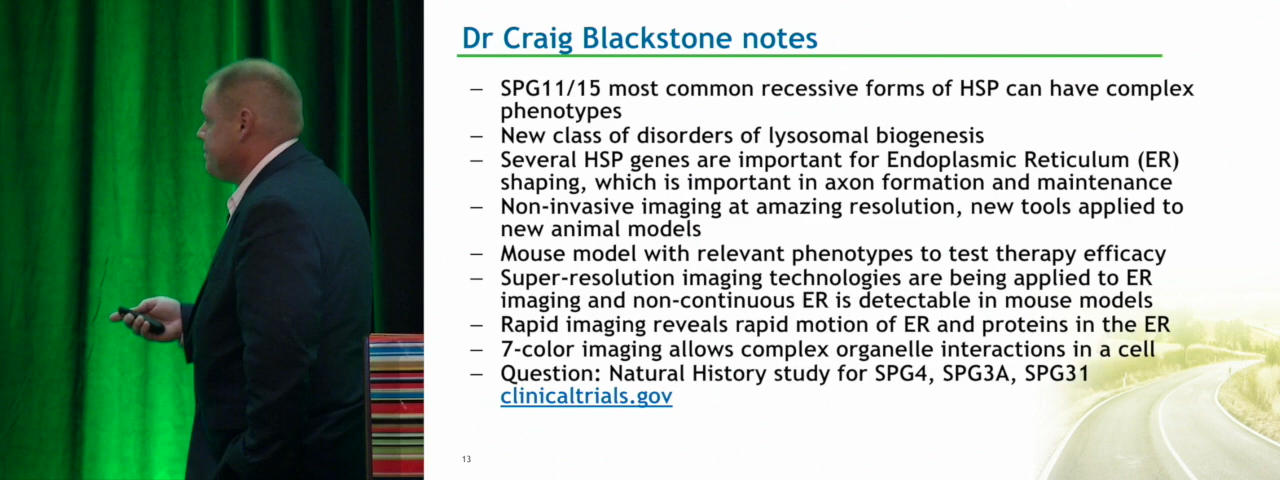 Dr Craig Blackstone notes
– SPG11/15 most common recessive forms of HSP can have complex
phenotypes
– New class of disorders of lysosomal biogenesis
– Several HSP genes are important for Endoplasmic Reticulum (ER)
shaping, which is important in axon formation and maintenance
– Non-invasive imaging at amazing resolution, new tools applied to
new animal models
– Mouse model with relevant phenotypes to test therapy efficacy
– Super-resolution imaging technologies are being applied to ER
imaging and non-continuous ER is detectable in mouse models
– Rapid imaging reveals rapid motion of ER and proteins in the ER
– 7-color imaging allows complex organelle interactions in a cell
– Question: Natural History study for SPG4, SPG3A, SPG31
clinicaltrials.gov
13